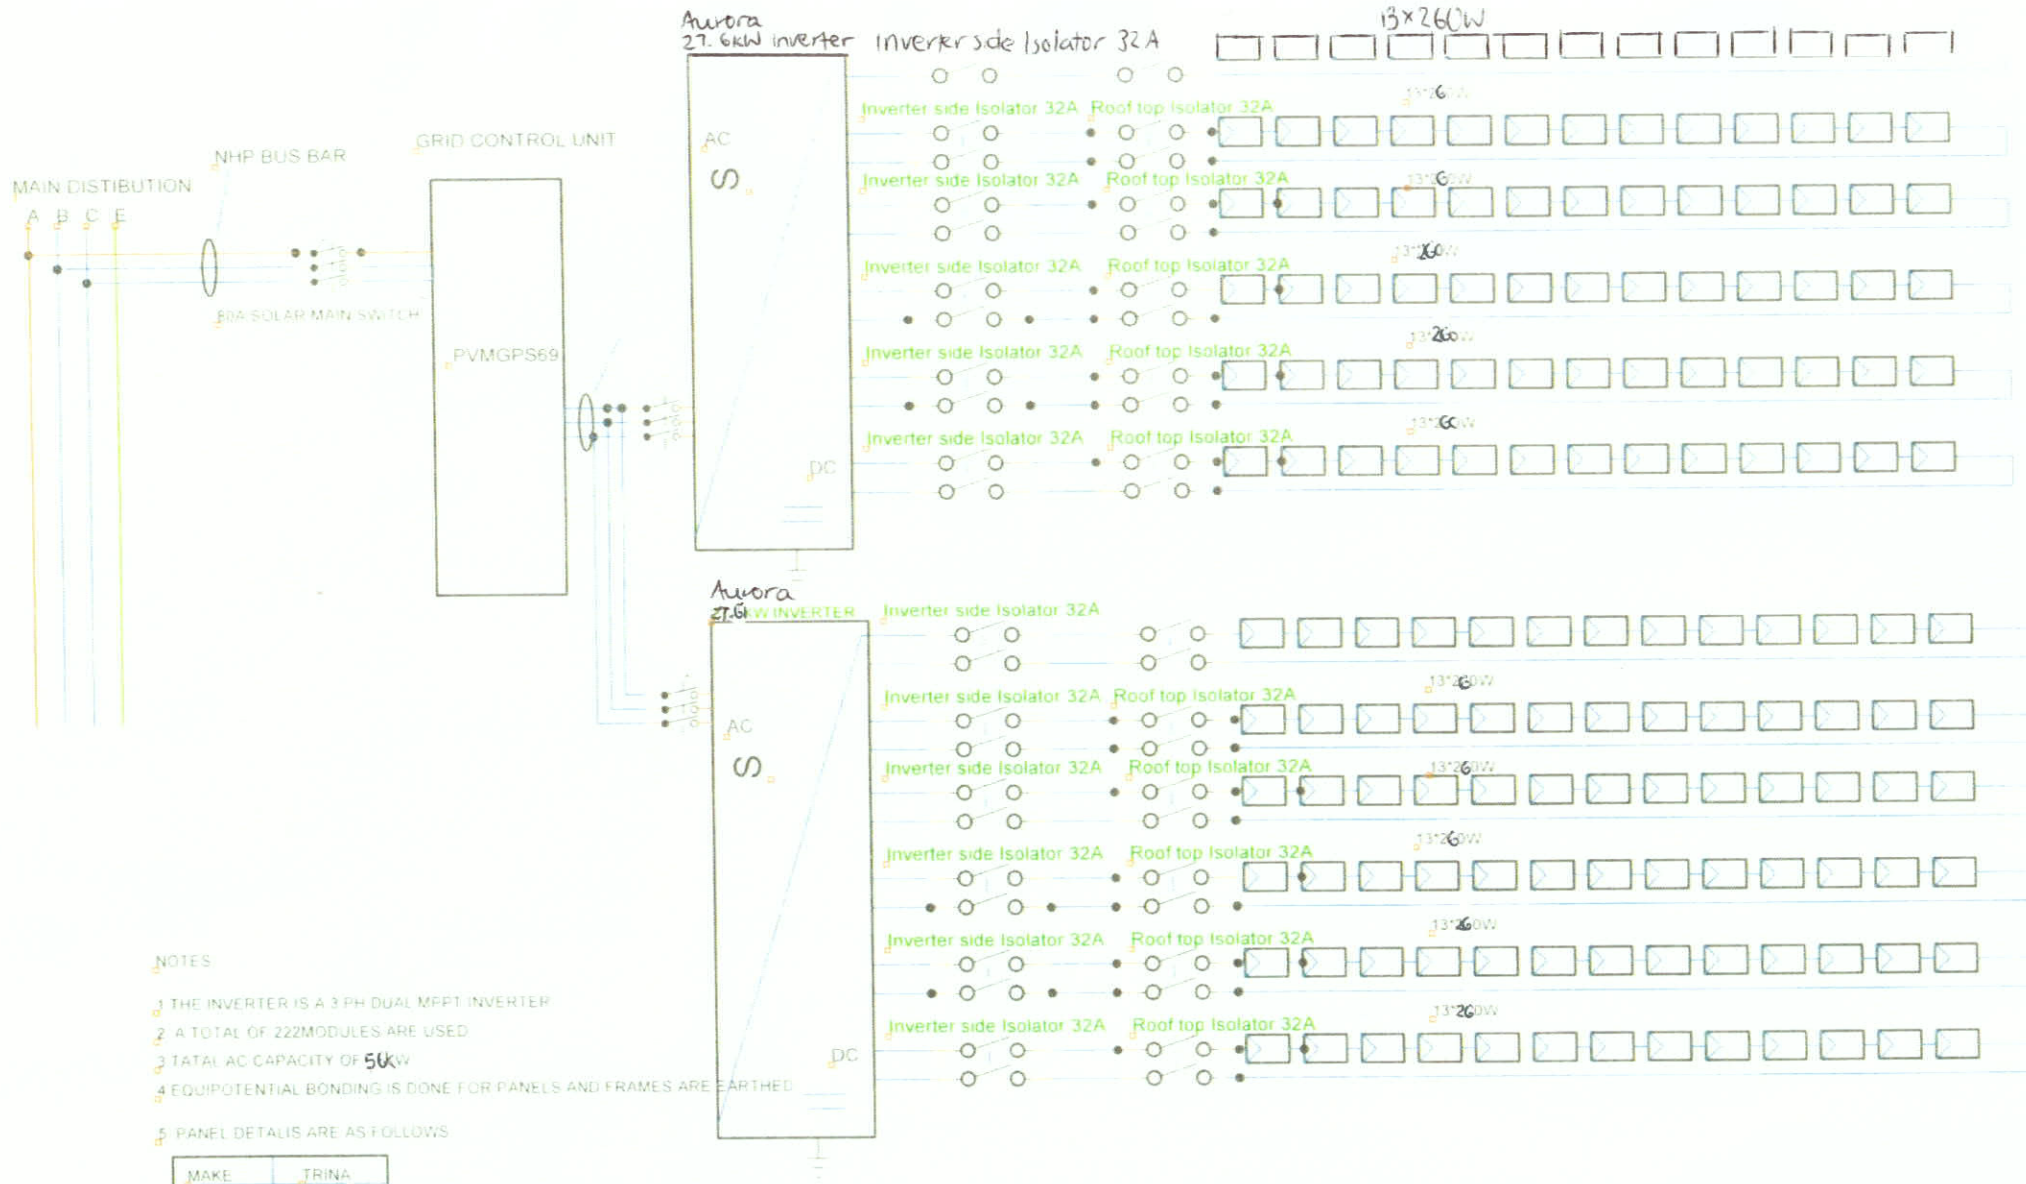 Aurora
27.6kW inverter
Inverter side Isolator 32A
13×260W
13*260W
Inverter side Isolator 32A
Roof top Isolator 32A
AC
S
GRID CONTROL UNIT
NHP BUS BAR
MAIN DISTIBUTION
A B C E
Inverter side Isolator 32A
Roof top Isolator 32A
13*260W
Inverter side Isolator 32A
Roof top Isolator 32A
13*260W
80A SOLAR MAIN SWITCH
PVMGPS69
Inverter side Isolator 32A
Roof top Isolator 32A
13*260W
Inverter side Isolator 32A
Roof top Isolator 32A
13*260W
DC
Aurora
27.6kW INVERTER
Inverter side Isolator 32A
Inverter side Isolator 32A
Roof top Isolator 32A
13*260W
AC
S
Inverter side Isolator 32A
Roof top Isolator 32A
13*260W
Inverter side Isolator 32A
Roof top Isolator 32A
13*260W
Inverter side Isolator 32A
Roof top Isolator 32A
13*260W
Inverter side Isolator 32A
Roof top Isolator 32A
13*260W
DC
NOTES
1 THE INVERTER IS A 3 PH DUAL MPPT INVERTER
2 A TOTAL OF 222MODULES ARE USED
3 TATAL AC CAPACITY OF
4 EQUIPOTENTIAL BONDING IS DONE FOR PANELS AND FRAMES ARE EARTHED
5 PANEL DETALIS ARE AS FOLLOWS
MAKE TRINA